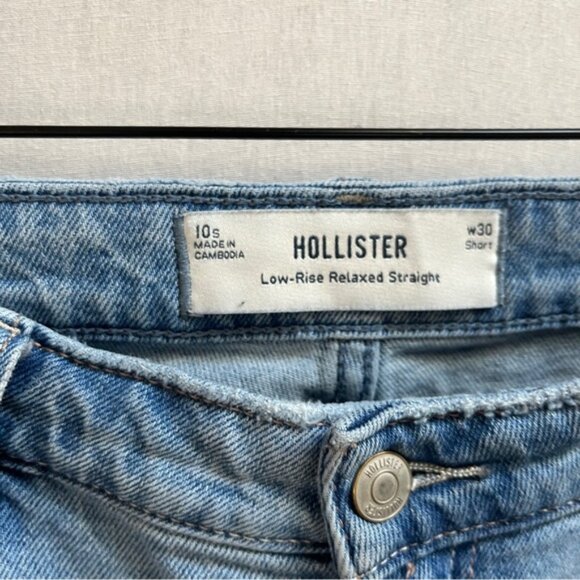 10S
MADE IN
CAMBODIA
HOLLISTER
Low-Rise Relaxed Straight
W30
Short
HOLLISTER